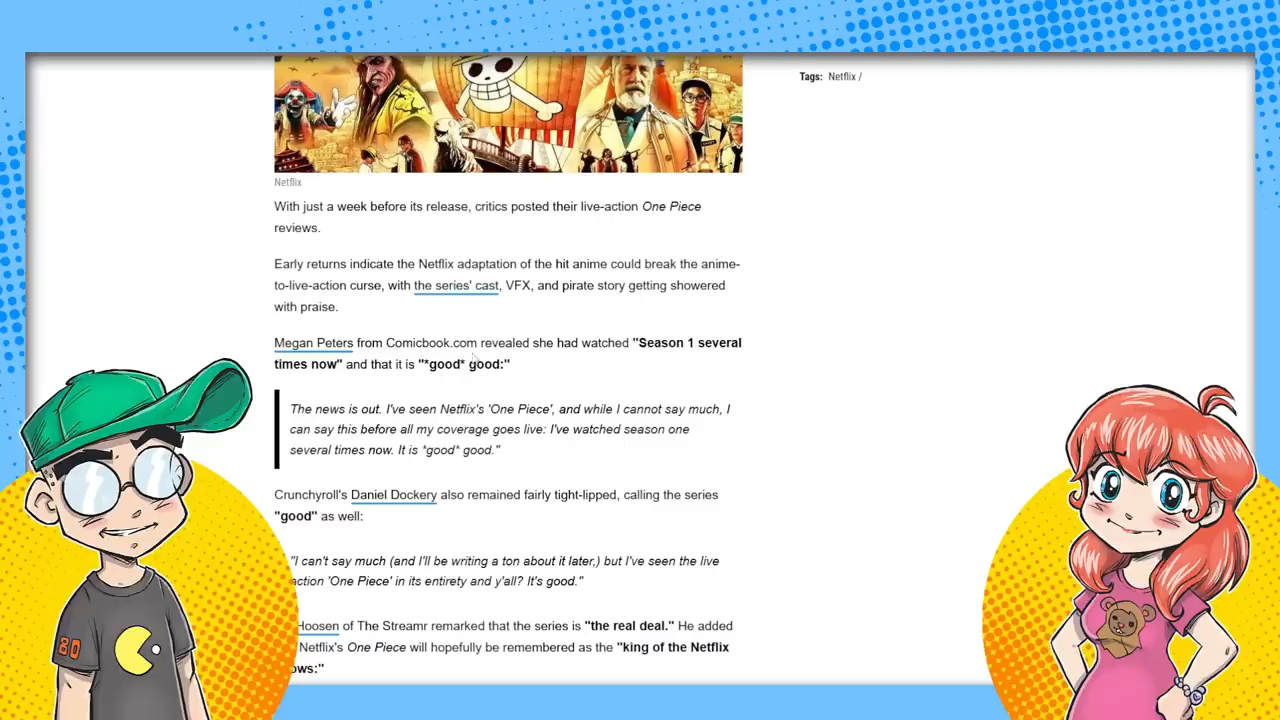 Tags: Netflix /
Netflix
With just a week before its release, critics posted their live-action One Piece
reviews.
Early returns indicate the Netflix adaptation of the hit anime could break the anime-
to-live-action curse, with the series' cast, VFX, and pirate story getting showered
with praise.
Megan Peters from Comicbook.com revealed she had watched "Season 1 several
times now" and that it is "*good* good:"
The news is out. I've seen Netflix's 'One Piece', and while I cannot say much, I
can say this before all my coverage goes live: I've watched season one
several times now. It is *good* good."
Crunchyroll's Daniel Dockery also remained fairly tight-lipped, calling the series
"good" as well:
"I can't say much (and I'll be writing a ton about it later,) but I've seen the live
action 'One Piece' in its entirety and y'all? It's good."
Hoosen of The Streamr remarked that the series is "the real deal." He added
Netflix's One Piece will hopefully be remembered as the "king of the Netflix
ows:"
80